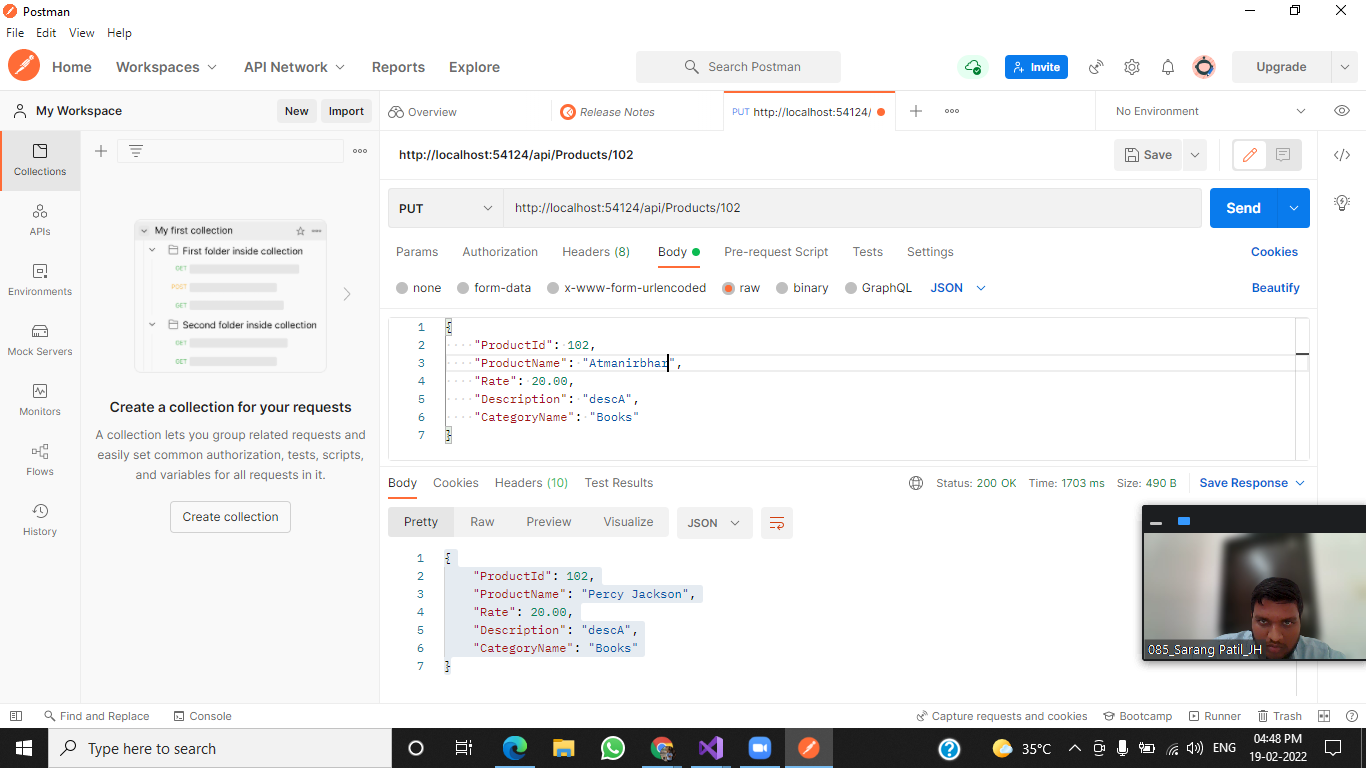 Postman
File Edit View Help
Home Workspaces API Network Reports Explore Search Postman Invite Upgrade
My Workspace New Import Overview Release Notes PUT http://localhost:54124/ No Environment
http://localhost:54124/api/Products/102 Save
PUT http://localhost:54124/api/Products/102 Send
Params Authorization Headers (8) Body Pre-request Script Tests Settings Cookies
none form-data x-www-form-urlencoded raw binary GraphQL JSON Beautify
1 {
2 "ProductId": 102,
3 "ProductName": "Atmanirbhar",
4 "Rate": 20.00,
5 "Description": "descA",
6 "CategoryName": "Books"
7 }
Body Cookies Headers (10) Test Results Status: 200 OK Time: 1703 ms Size: 490 B Save Response
Pretty Raw Preview Visualize JSON
1 {
2 "ProductId": 102,
3 "ProductName": "Percy Jackson",
4 "Rate": 20.00,
5 "Description": "descA",
6 "CategoryName": "Books"
7 }
Collections
APIs
Environments
Mock Servers
Monitors
Flows
History
My first collection
First folder inside collection
GET
POST
GET
Second folder inside collection
GET
GET
Create a collection for your requests
A collection lets you group related requests and
easily set common authorization, tests, scripts,
and variables for all requests in it.
Create collection
085_Sarang Patil_JH
Find and Replace Console Capture requests and cookies Bootcamp Runner Trash
Type here to search 35°C ENG 04:48 PM
19-02-2022